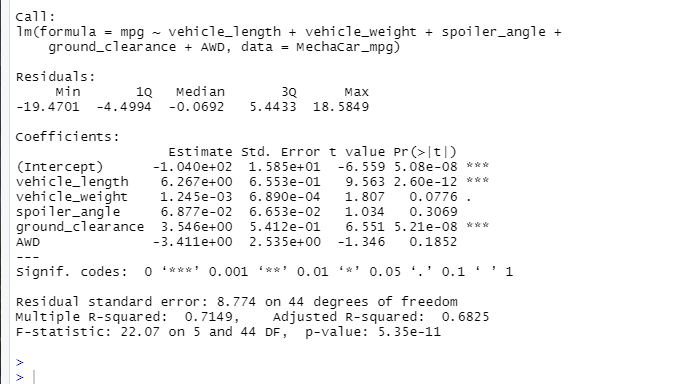 Call:
lm(formula = mpg ~ vehicle_length + vehicle_weight + spoiler_angle +
    ground_clearance + AWD, data = MechaCar_mpg)
Residuals:
     Min       1Q   Median       3Q      Max
-19.4701  -4.4994  -0.0692   5.4433  18.5849
Coefficients:
                   Estimate Std. Error t value Pr(>|t|)
(Intercept)      -1.040e+02  1.585e+01  -6.559 5.08e-08 ***
vehicle_length    6.267e+00  6.553e-01   9.563 2.60e-12 ***
vehicle_weight    1.245e-03  6.890e-04   1.807   0.0776 .
spoiler_angle     6.877e-02  6.653e-02   1.034   0.3069
ground_clearance  3.546e+00  5.412e-01   6.551 5.21e-08 ***
AWD              -3.411e+00  2.535e+00  -1.346   0.1852
---
Signif. codes:  0 ‘***’ 0.001 ‘**’ 0.01 ‘*’ 0.05 ‘.’ 0.1 ‘ ’ 1
Residual standard error: 8.774 on 44 degrees of freedom
Multiple R-squared:  0.7149,	Adjusted R-squared:  0.6825
F-statistic: 22.07 on 5 and 44 DF,  p-value: 5.35e-11
>
>